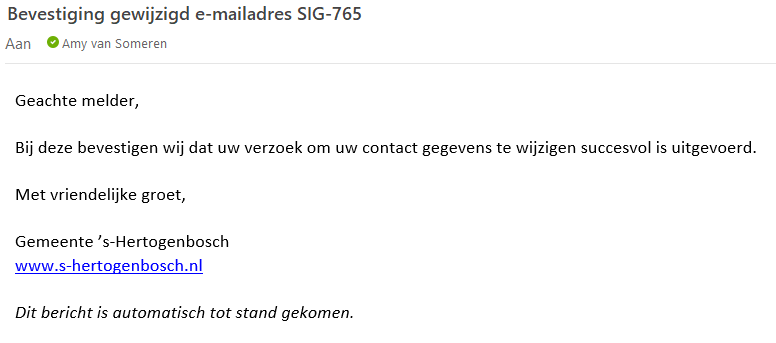 Bevestiging gewijzigd e-mailadres SIG-765
Aan Amy van Someren
Geachte melder,
Bij deze bevestigen wij dat uw verzoek om uw contact gegevens te wijzigen succesvol is uitgevoerd.
Met vriendelijke groet,
Gemeente ’s-Hertogenbosch
www.s-hertogenbosch.nl
Dit bericht is automatisch tot stand gekomen.